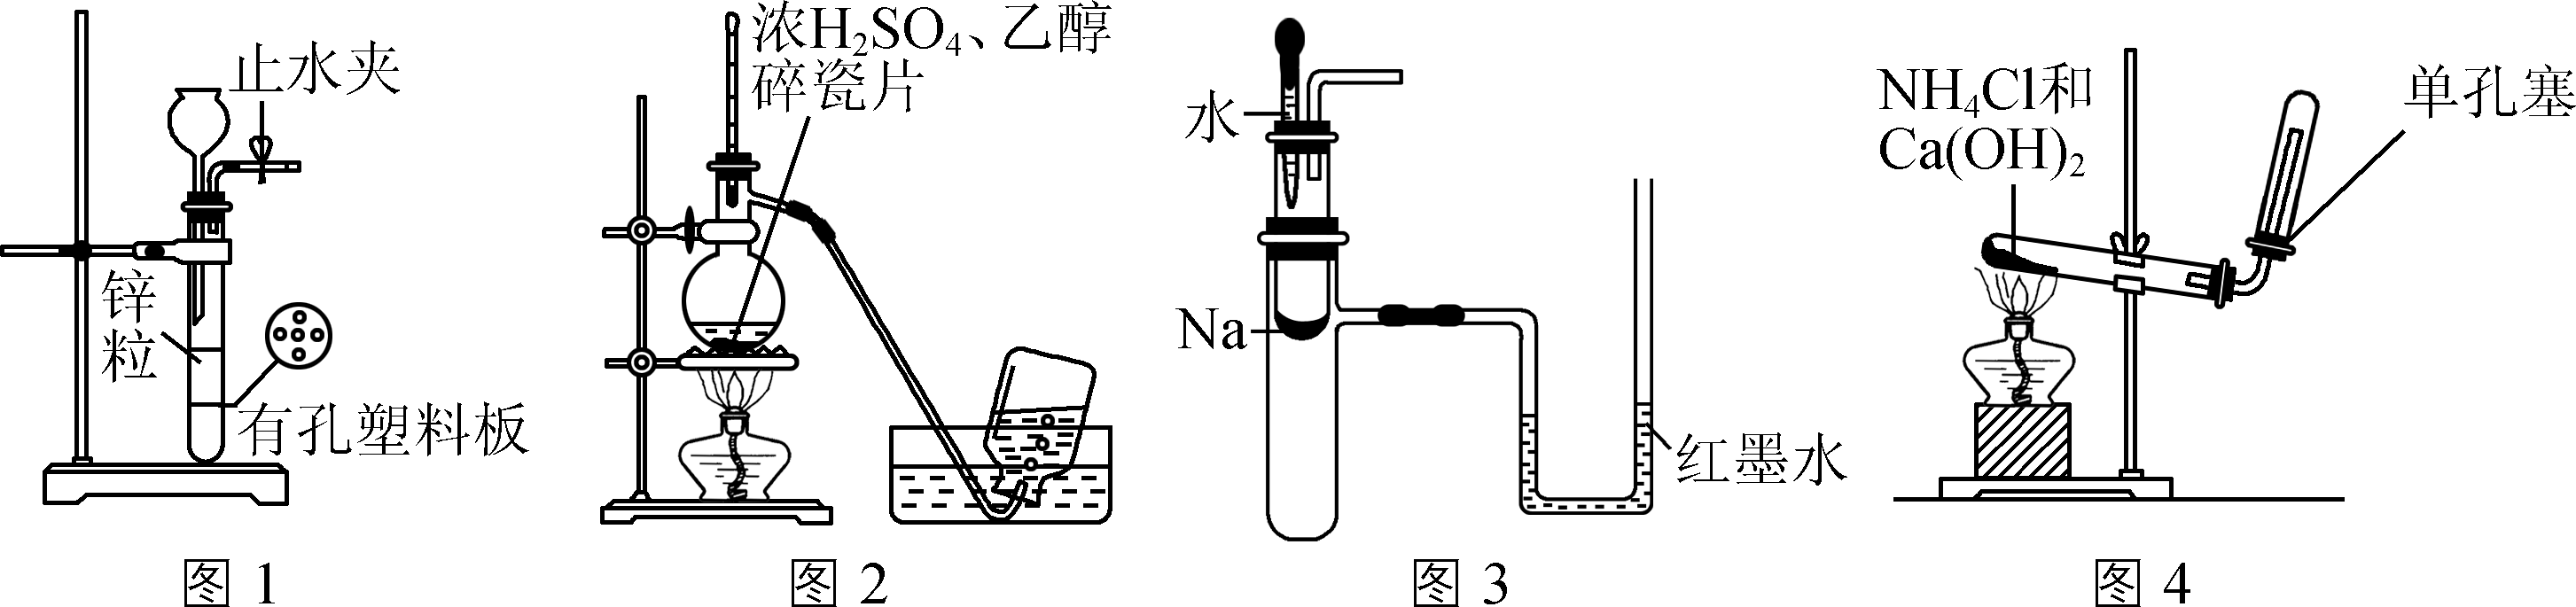 止水夹
锌
粒
有孔塑料板
图 1
浓H₂SO₄、乙醇
碎瓷片
图 2
水
Na
红墨水
图 3
NH₄Cl和
Ca(OH)₂
单孔塞
图 4